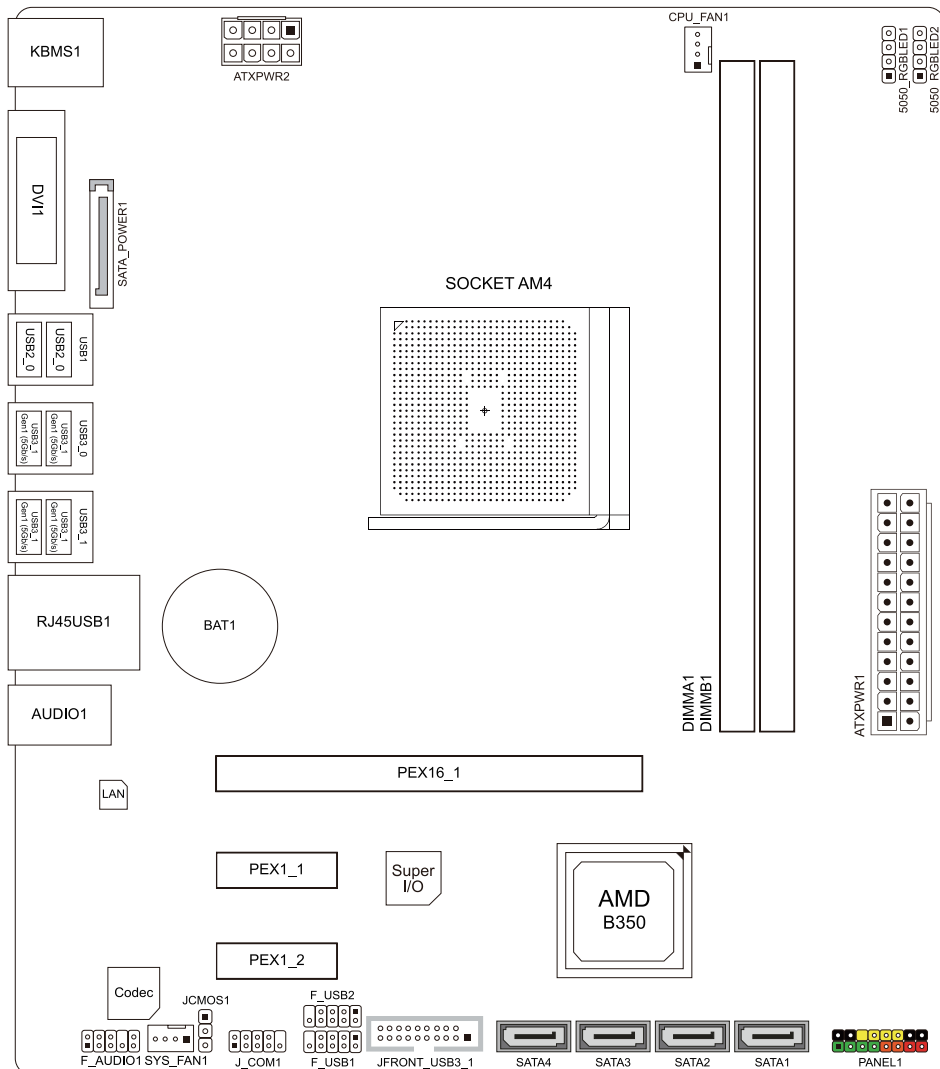 KBMS1
ATXPWR2
CPU_FAN1
5050_RGBLED1
5050 RGBLED2
DVI1
SATA_POWER1
SOCKET AM4
USB2_0
USB2_0
USB1
USB3_1
Gen1 (5Gb/s)
USB3_1
Gen1 (5Gb/s)
USB3_0
USB3_1
Gen1 (5Gb/s)
USB3_1
Gen1 (5Gb/s)
USB3_1
RJ45USB1
BAT1
AUDIO1
DIMMA1
DIMMB1
ATXPWR1
PEX16_1
LAN
PEX1_1
Super
I/O
AMD
B350
PEX1_2
Codec
JCMOS1
F_USB2
F_AUDIO1
SYS_FAN1
J_COM1
F_USB1
JFRONT_USB3_1
SATA4
SATA3
SATA2
SATA1
PANEL1